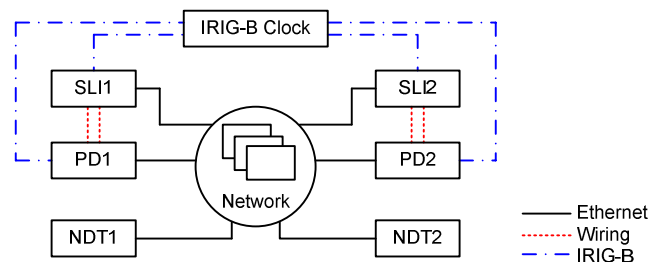 IRIG-B Clock
SLI1
SLI2
PD1
PD2
Network
NDT1
NDT2
Ethernet
Wiring
IRIG-B